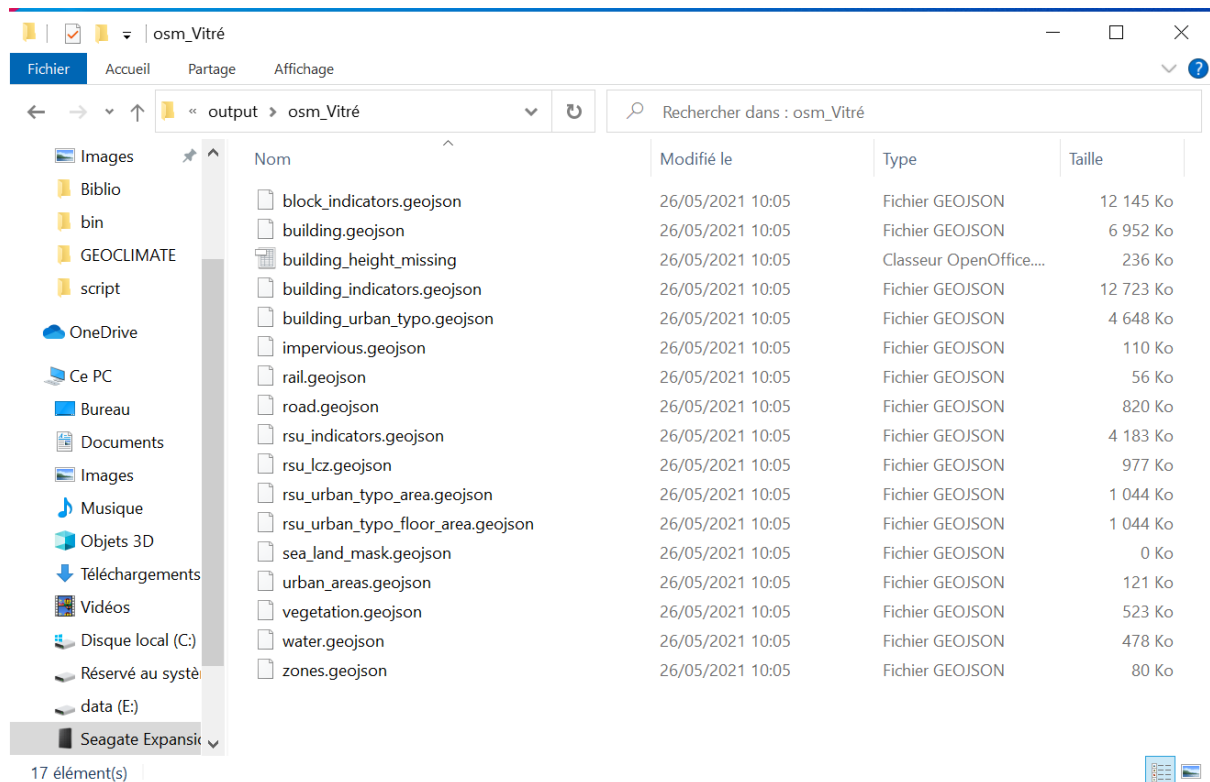 osm_Vitré
Fichier Accueil Partage Affichage
« output > osm_Vitré Rechercher dans : osm_Vitré
Images
Biblio
bin
GEOCLIMATE
script
OneDrive
Ce PC
Bureau
Documents
Images
Musique
Objets 3D
Téléchargements
Vidéos
Disque local (C:)
Réservé au systè
data (E:)
Seagate Expansi
Nom Modifié le Type Taille
block_indicators.geojson 26/05/2021 10:05 Fichier GEOJSON 12 145 Ko
building.geojson 26/05/2021 10:05 Fichier GEOJSON 6 952 Ko
building_height_missing 26/05/2021 10:05 Classeur OpenOffice.... 236 Ko
building_indicators.geojson 26/05/2021 10:05 Fichier GEOJSON 12 723 Ko
building_urban_typo.geojson 26/05/2021 10:05 Fichier GEOJSON 4 648 Ko
impervious.geojson 26/05/2021 10:05 Fichier GEOJSON 110 Ko
rail.geojson 26/05/2021 10:05 Fichier GEOJSON 56 Ko
road.geojson 26/05/2021 10:05 Fichier GEOJSON 820 Ko
rsu_indicators.geojson 26/05/2021 10:05 Fichier GEOJSON 4 183 Ko
rsu_lcz.geojson 26/05/2021 10:05 Fichier GEOJSON 977 Ko
rsu_urban_typo_area.geojson 26/05/2021 10:05 Fichier GEOJSON 1 044 Ko
rsu_urban_typo_floor_area.geojson 26/05/2021 10:05 Fichier GEOJSON 1 044 Ko
sea_land_mask.geojson 26/05/2021 10:05 Fichier GEOJSON 0 Ko
urban_areas.geojson 26/05/2021 10:05 Fichier GEOJSON 121 Ko
vegetation.geojson 26/05/2021 10:05 Fichier GEOJSON 523 Ko
water.geojson 26/05/2021 10:05 Fichier GEOJSON 478 Ko
zones.geojson 26/05/2021 10:05 Fichier GEOJSON 80 Ko
17 élément(s)